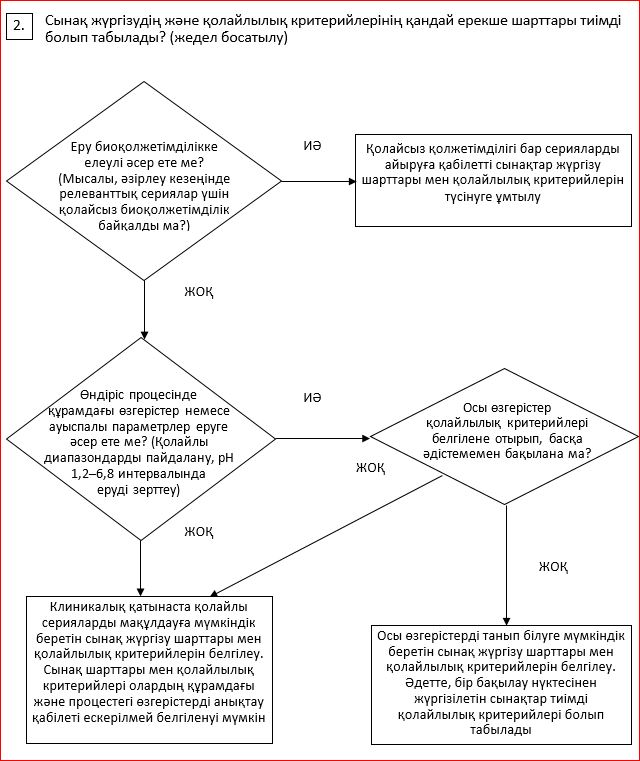 2.
Сынақ жүргізудің және қолайлылық критерийлерінің қандай ерекше шарттары тиімді
болып табылады? (жедел босатылу)
Еру биоқолжетімділікке
елеулі әсер ете ме?
(Мысалы, әзірлеу кезеңінде
релеванттық сериялар үшін
қолайсыз биоқолжетімділік
байқалды ма?)
ИӘ
Қолайсыз қолжетімділігі бар серияларды
айыруға қабілетті сынақтар жүргізу
шарттары мен қолайлылық критерийлерін
түсінуге ұмтылу
ЖОҚ
Өндіріс процесінде
құрамдағы өзгерістер немесе
ауыспалы параметрлер еруге
әсер ете ме? (Қолайлы
диапазондарды пайдалану, рН
1,2–6,8 интервалында
еруді зерттеу)
ИӘ
Осы өзгерістер
қолайлылық критерийлері
белгілене отырып, басқа
әдістемемен бақылана ма?
ЖОҚ
ЖОҚ
ЖОҚ
Клиникалық қатынаста қолайлы
серияларды мақұлдауға мүмкіндік
беретін сынақ жүргізу шарттары мен
қолайлылық критерийлерін белгілеу.
Сынақ шарттары мен қолайлылық
критерийлері олардың құрамдағы
және процестегі өзгерістерді анықтау
қабілеті ескерілмей белгіленуі мүмкін
Осы өзгерістерді танып білуге мүмкіндік
беретін сынақ жүргізу шарттары мен
қолайлылық критерийлерін белгілеу.
Әдетте, бір бақылау нүктесінен
жүргізілетін сынақтар тиімді
қолайлылық критерийлері болып
табылады